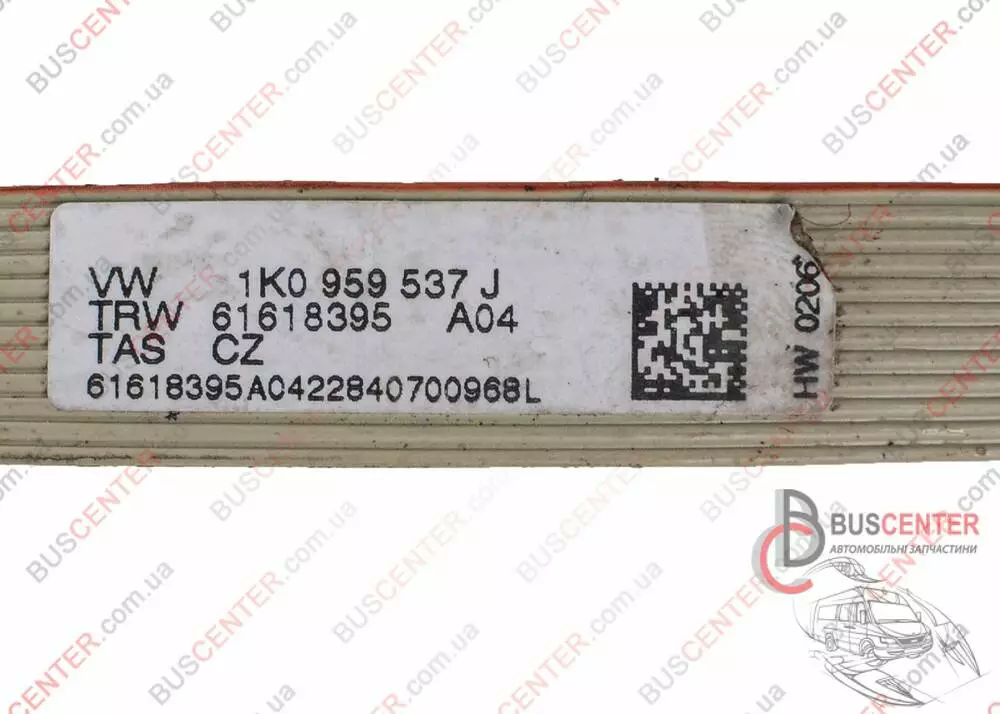 VW 1K0 959 537 J
TRW 61618395 A04
TAS CZ
61618395A0422840700968L
HW 0206
BUSCENTER
АВТОМОБІЛЬНІ ЗАПЧАСТИНИ
BUSCENTER.com.ua